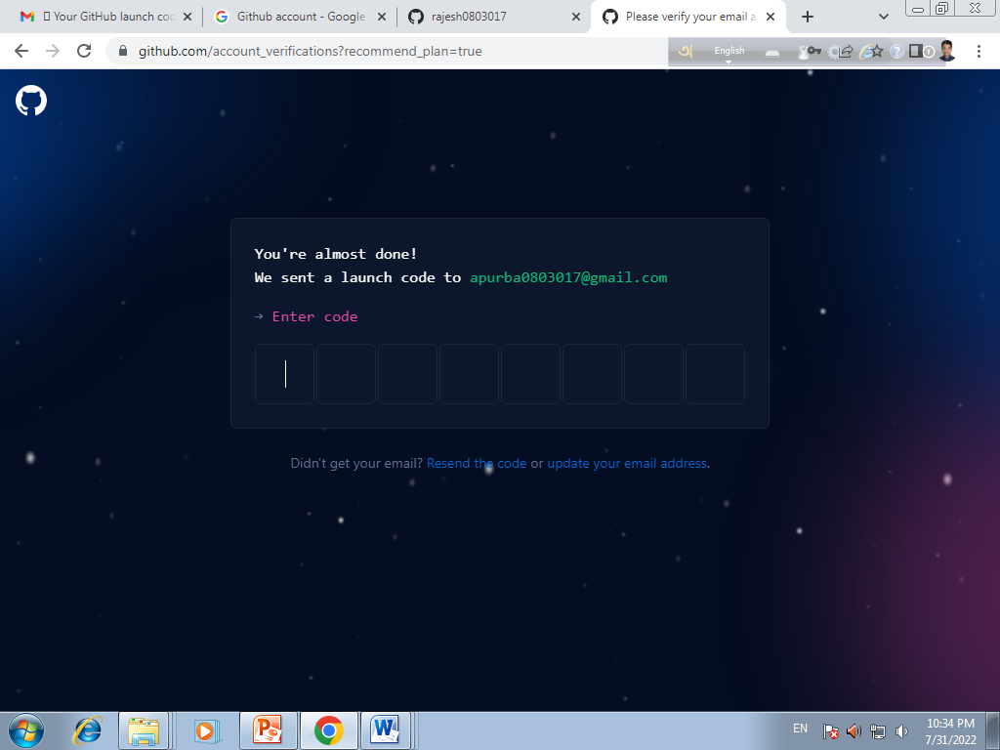 Your GitHub launch coc
Github account - Google
rajesh0803017
Please verify your email a
github.com/account_verifications?recommend_plan=true
English
You're almost done!
We sent a launch code to apurba0803017@gmail.com
→ Enter code
Didn't get your email? Resend the code or update your email address.
EN
10:34 PM
7/31/2022